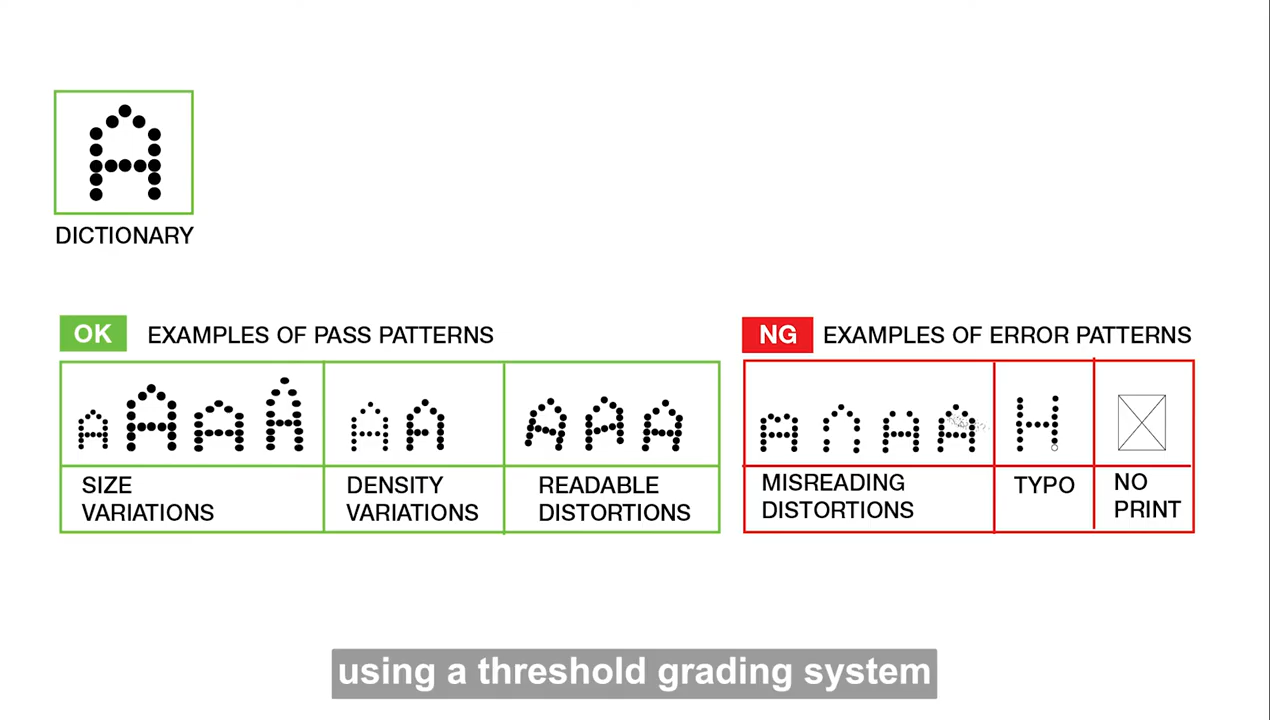 A
DICTIONARY
OK EXAMPLES OF PASS PATTERNS
NG EXAMPLES OF ERROR PATTERNS
A A A A
A A
A A A
A A A A
H
SIZE
VARIATIONS
DENSITY
VARIATIONS
READABLE
DISTORTIONS
MISREADING
DISTORTIONS
TYPO
NO
PRINT
using a threshold grading system